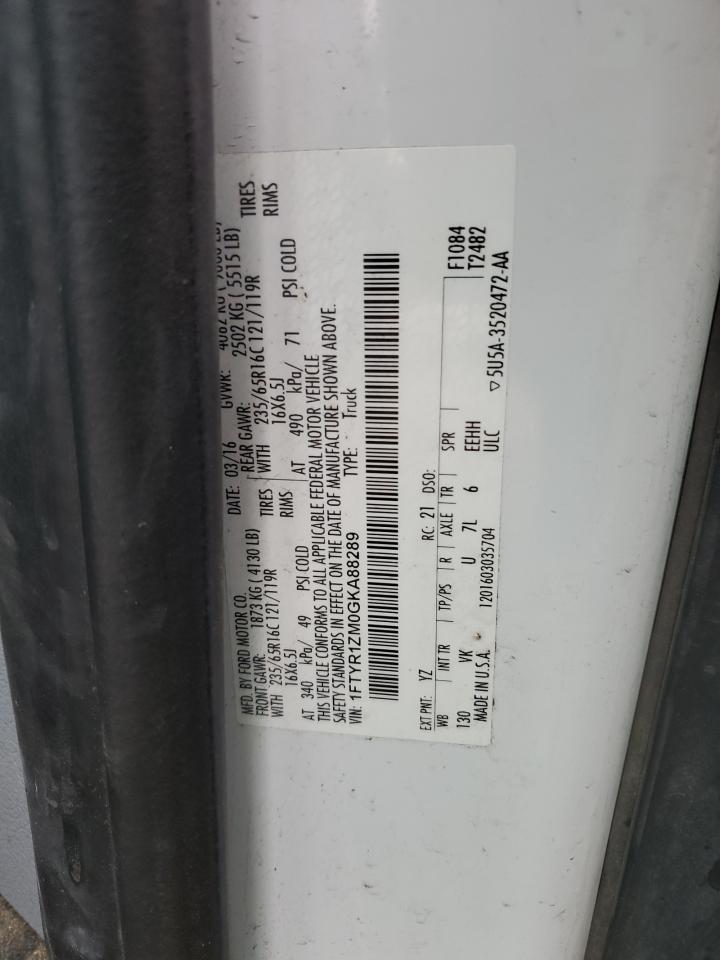 MFD. BY FORD MOTOR CO. DATE: 03/16 GVWR:
FRONT GAWR: 1873 KG ( 4130 LB) REAR GAWR: 2502 KG ( 5515 LB)
WITH 235/65R16C 121/119R TIRES WITH 235/65R16C 121/119R TIRES
16X6.5J RIMS 16X6.5J RIMS
AT 340 kPa/ 49 PSI COLD AT 490 kPa/ 71 PSI COLD
THIS VEHICLE CONFORMS TO ALL APPLICABLE FEDERAL MOTOR VEHICLE
SAFETY STANDARDS IN EFFECT ON THE DATE OF MANUFACTURE SHOWN ABOVE.
VIN: 1FTYR1ZM0GKA88289 TYPE: Truck
EXT PNT: YZ RC: 21 DSO: F1084
WB INT TR TP/PS R AXLE TR SPR T2482
130 VK U 7L 6 EEHH
MADE IN U.S.A. 1201603035704 ULC ▽ 5U5A-3520472-AA